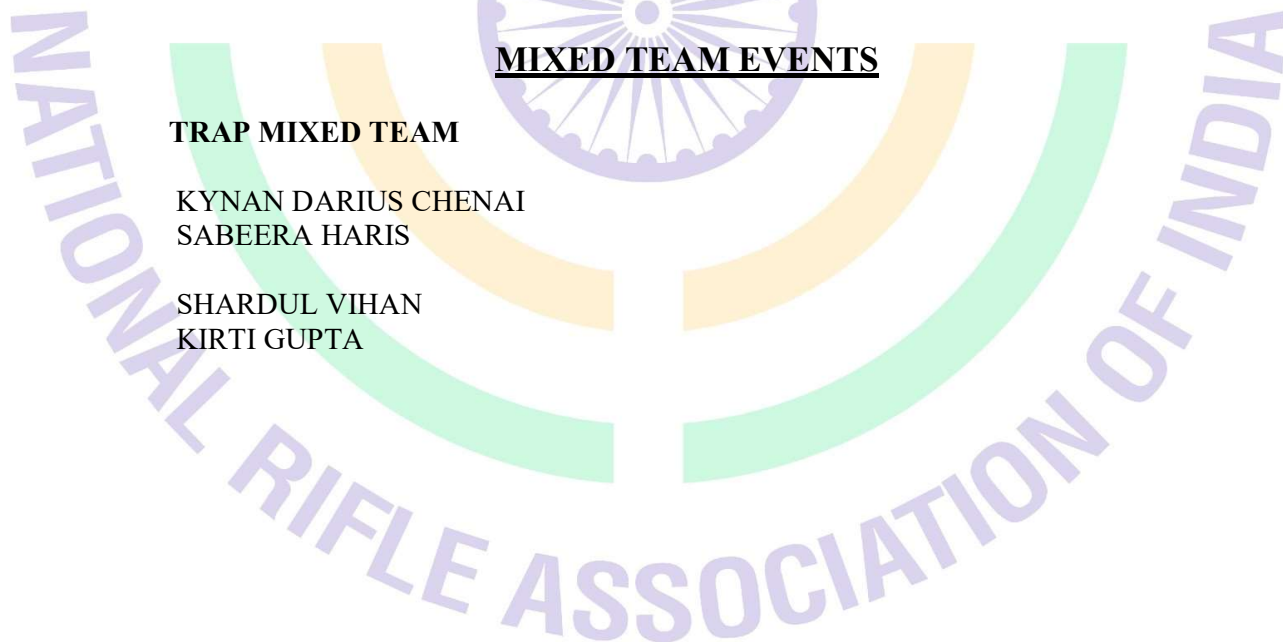 MIXED TEAM EVENTS
TRAP MIXED TEAM
KYNAN DARIUS CHENAI
SABEERA HARIS
SHARDUL VIHAN
KIRTI GUPTA
NATIONAL RIFLE ASSOCIATION OF INDIA